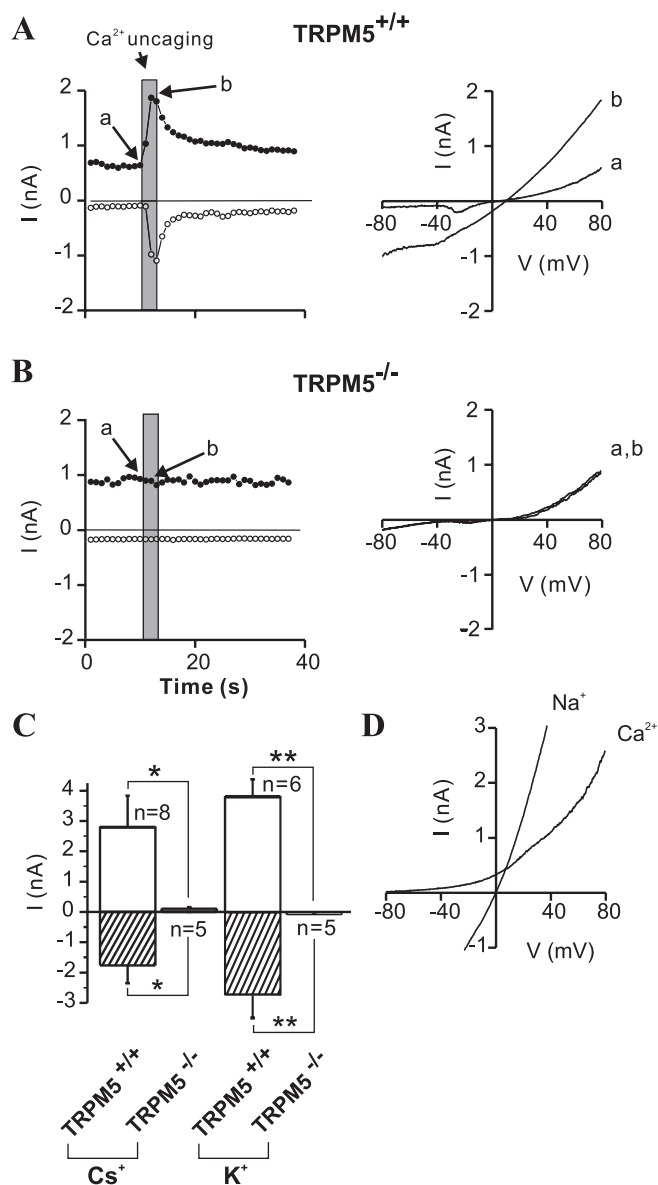 A
TRPM5+/+
Ca2+ uncaging
2
1
0
-1
-2
I (nA)
a
b
2
1
-1
-2
I (nA)
-80
-40
40
80
V (mV)
b
a
B
TRPM5-/-
2
1
0
-1
-2
I (nA)
a
b
0
20
40
Time (s)
2
1
-1
-2
I (nA)
-80
-40
40
80
V (mV)
a,b
C
4
3
2
1
0
-1
-2
-3
I (nA)
*
n=8
n=5
*
**
n=6
n=5
**
TRPM5 +/+
TRPM5 -/-
TRPM5 +/+
TRPM5 -/-
Cs+
K+
D
Na+
Ca2+
3
2
1
-1
I (nA)
-80
-40
0
40
80
V (mV)